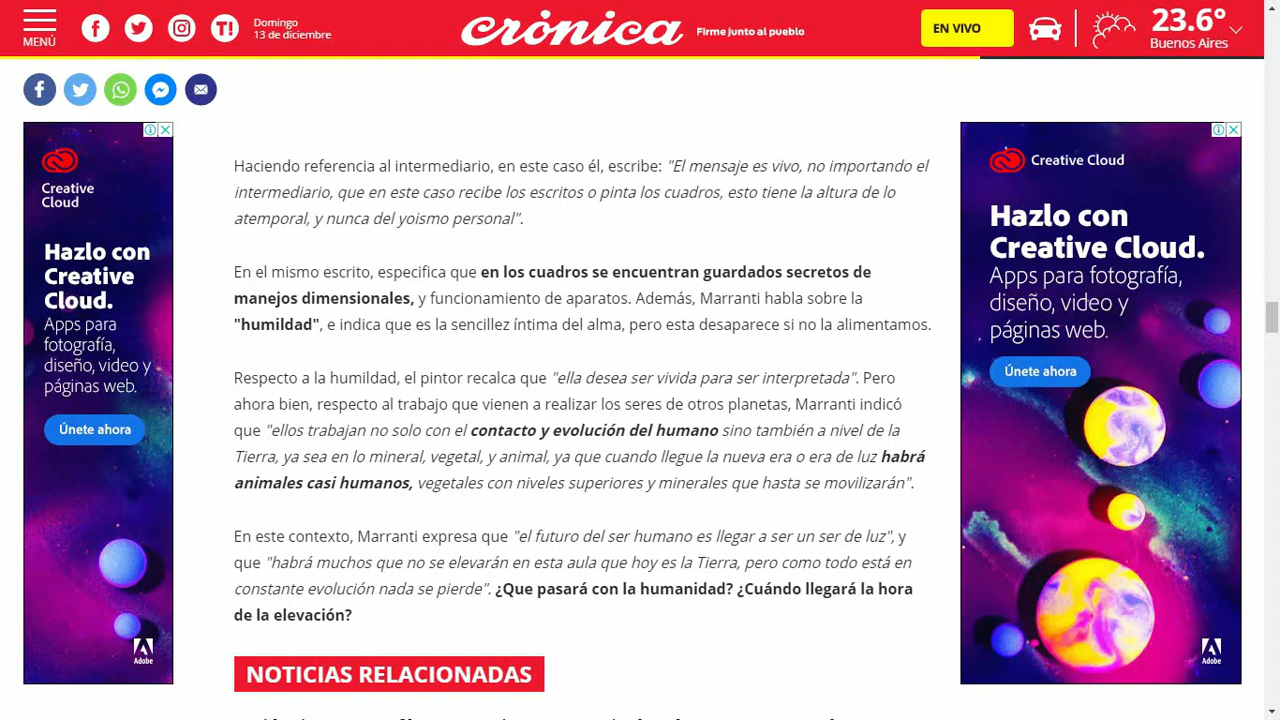 MENÚ
Domingo
13 de diciembre
crònica
Firme junto al pueblo
EN VIVO
23.6°
Buenos Aires
Creative
Cloud
Hazlo con
Creative
Cloud.
Apps para
fotografía,
diseño, video y
páginas web.
Únete ahora
Adobe
Haciendo referencia al intermediario, en este caso él, escribe: "El mensaje es vivo, no importando el
intermediario, que en este caso recibe los escritos o pinta los cuadros, esto tiene la altura de lo
atemporal, y nunca del yoismo personal".
En el mismo escrito, especifica que en los cuadros se encuentran guardados secretos de
manejos dimensionales, y funcionamiento de aparatos. Además, Marranti habla sobre la
"humildad", e indica que es la sencillez íntima del alma, pero esta desaparece si no la alimentamos.
Respecto a la humildad, el pintor recalca que "ella desea ser vivida para ser interpretada". Pero
ahora bien, respecto al trabajo que vienen a realizar los seres de otros planetas, Marranti indicó
que "ellos trabajan no solo con el contacto y evolución del humano sino también a nivel de la
Tierra, ya sea en lo mineral, vegetal, y animal, ya que cuando llegue la nueva era o era de luz habrá
animales casi humanos, vegetales con niveles superiores y minerales que hasta se movilizarán".
En este contexto, Marranti expresa que "el futuro del ser humano es llegar a ser un ser de luz", y
que "habrá muchos que no se elevarán en esta aula que hoy es la Tierra, pero como todo está en
constante evolución nada se pierde". ¿Que pasará con la humanidad? ¿Cuándo llegará la hora
de la elevación?
NOTICIAS RELACIONADAS
Creative Cloud
Hazlo con
Creative Cloud.
Apps para fotografía,
diseño, video y
páginas web.
Únete ahora
Adobe